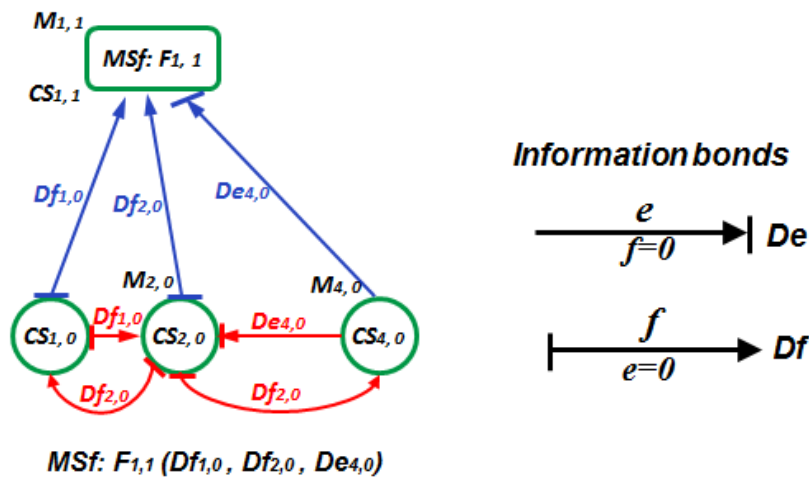 M1, 1
MSf: F1, 1
CS1, 1
Information bonds
Df1,0
Df2,0
De4,0
e
f=0
De
M2, 0
M4, 0
Df1,0
De4,0
CS1, 0
CS2, 0
CS4, 0
f
e=0
Df
Df2,0
Df2,0
MSf: F1,1 (Df1,0 , Df2,0 , De4,0)